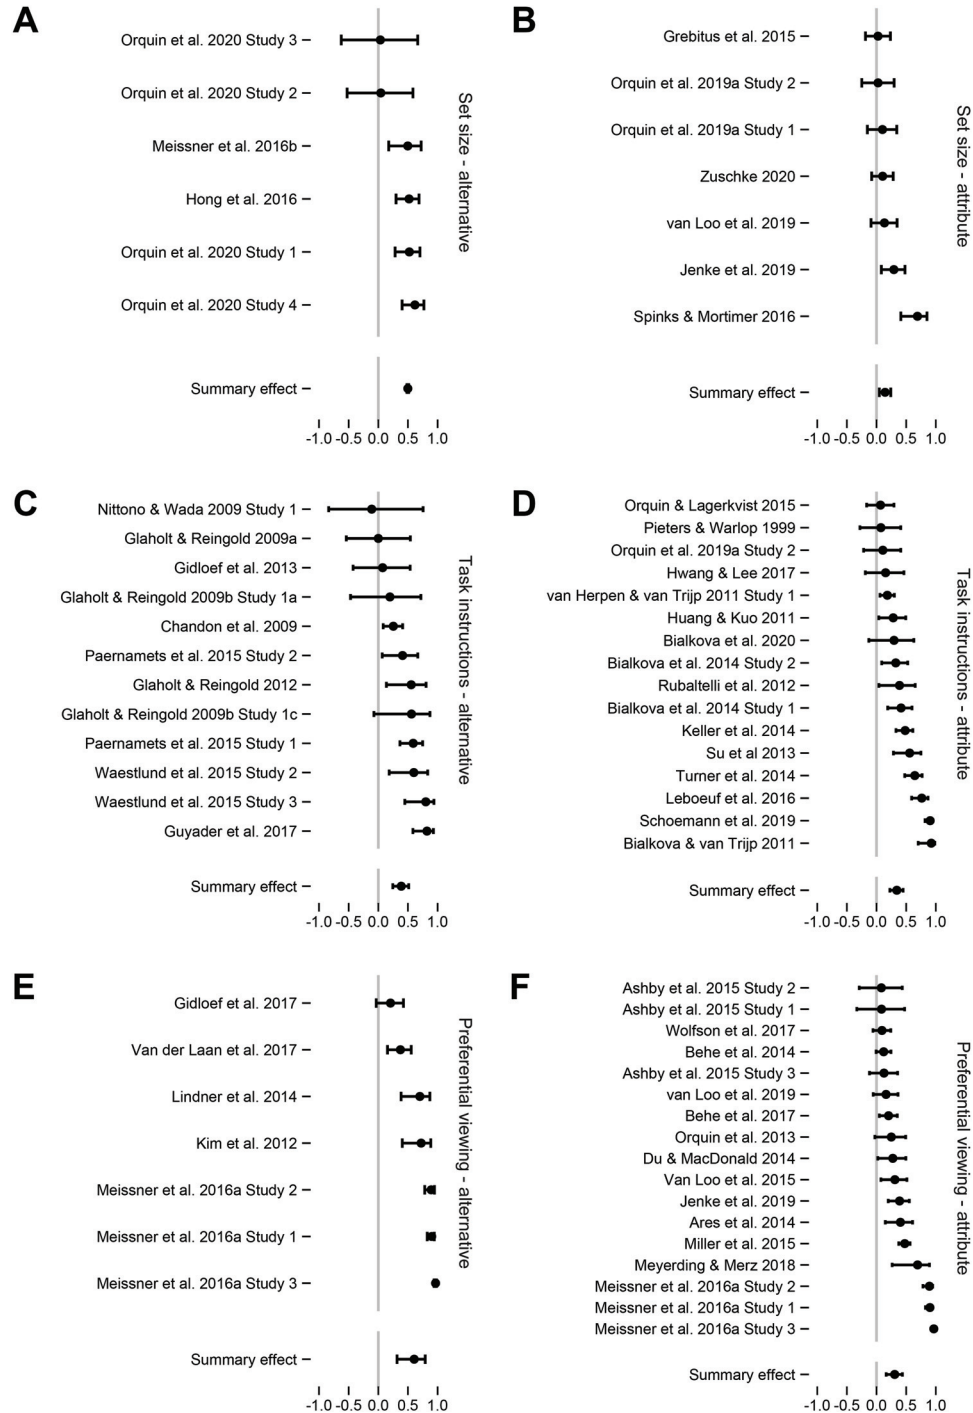 A
Orquin et al. 2020 Study 3
Orquin et al. 2020 Study 2
Meissner et al. 2016b
Hong et al. 2016
Orquin et al. 2020 Study 1
Orquin et al. 2020 Study 4
Summary effect
-1.0 -0.5 0.0 0.5 1.0
Set size - alternative
B
Grebitus et al. 2015
Orquin et al. 2019a Study 2
Orquin et al. 2019a Study 1
Zuschke 2020
van Loo et al. 2019
Jenke et al. 2019
Spinks & Mortimer 2016
Summary effect
-1.0 -0.5 0.0 0.5 1.0
Set size - attribute
C
Nittono & Wada 2009 Study 1
Glaholt & Reingold 2009a
Gidloef et al. 2013
Glaholt & Reingold 2009b Study 1a
Chandon et al. 2009
Paernamets et al. 2015 Study 2
Glaholt & Reingold 2012
Glaholt & Reingold 2009b Study 1c
Paernamets et al. 2015 Study 1
Waestlund et al. 2015 Study 2
Waestlund et al. 2015 Study 3
Guyader et al. 2017
Summary effect
-1.0 -0.5 0.0 0.5 1.0
Task instructions - alternative
D
Orquin & Lagerkvist 2015
Pieters & Warlop 1999
Orquin et al. 2019a Study 2
Hwang & Lee 2017
van Herpen & van Trijp 2011 Study 1
Huang & Kuo 2011
Bialkova et al. 2020
Bialkova et al. 2014 Study 2
Rubaltelli et al. 2012
Bialkova et al. 2014 Study 1
Keller et al. 2014
Su et al 2013
Turner et al. 2014
Leboeuf et al. 2016
Schoemann et al. 2019
Bialkova & van Trijp 2011
Summary effect
-1.0 -0.5 0.0 0.5 1.0
Task instructions - attribute
E
Gidloef et al. 2017
Van der Laan et al. 2017
Lindner et al. 2014
Kim et al. 2012
Meissner et al. 2016a Study 2
Meissner et al. 2016a Study 1
Meissner et al. 2016a Study 3
Summary effect
-1.0 -0.5 0.0 0.5 1.0
Preferential viewing - alternative
F
Ashby et al. 2015 Study 2
Ashby et al. 2015 Study 1
Wolfson et al. 2017
Behe et al. 2014
Ashby et al. 2015 Study 3
van Loo et al. 2019
Behe et al. 2017
Orquin et al. 2013
Du & MacDonald 2014
Van Loo et al. 2015
Jenke et al. 2019
Ares et al. 2014
Miller et al. 2015
Meyerding & Merz 2018
Meissner et al. 2016a Study 2
Meissner et al. 2016a Study 1
Meissner et al. 2016a Study 3
Summary effect
-1.0 -0.5 0.0 0.5 1.0
Preferential viewing - attribute